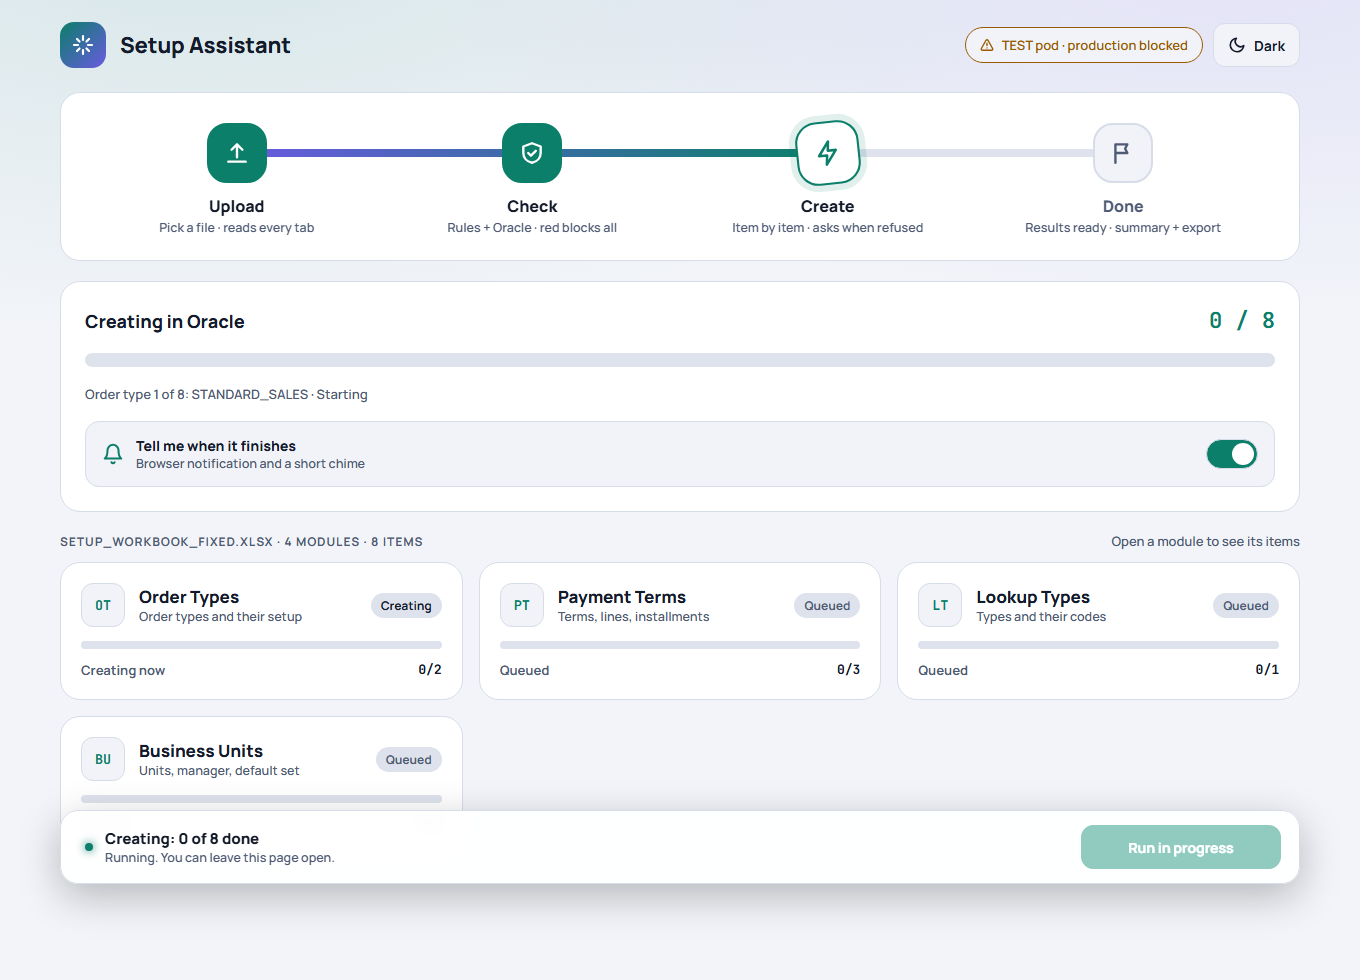 Setup Assistant
TEST pod · production blocked
Dark
Upload
Pick a file · reads every tab
Check
Rules + Oracle · red blocks all
Create
Item by item · asks when refused
Done
Results ready · summary + export
Creating in Oracle
0 / 8
Order type 1 of 8: STANDARD_SALES · Starting
Tell me when it finishes
Browser notification and a short chime
SETUP_WORKBOOK_FIXED.XLSX · 4 MODULES · 8 ITEMS
Open a module to see its items
OT
Order Types
Order types and their setup
Creating
Creating now
0/2
PT
Payment Terms
Terms, lines, installments
Queued
Queued
0/3
LT
Lookup Types
Types and their codes
Queued
Queued
0/1
BU
Business Units
Units, manager, default set
Queued
Creating: 0 of 8 done
Running. You can leave this page open.
Run in progress